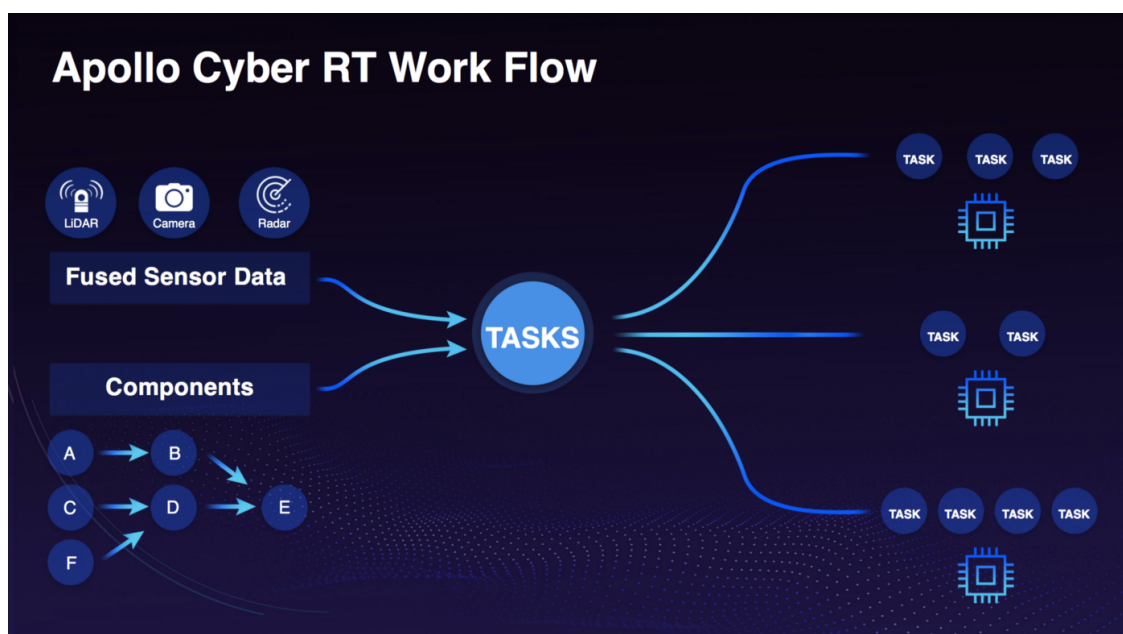 Apollo Cyber RT Work Flow
LiDAR Camera Radar
Fused Sensor Data
Components
A B
C D E
F
TASKS
TASK TASK TASK
TASK TASK
TASK TASK TASK TASK